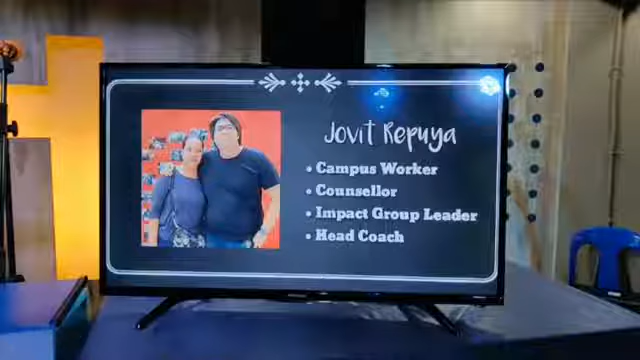 Jovit Repuya
• Campus Worker
• Counsellor
• Impact Group Leader
• Head Coach